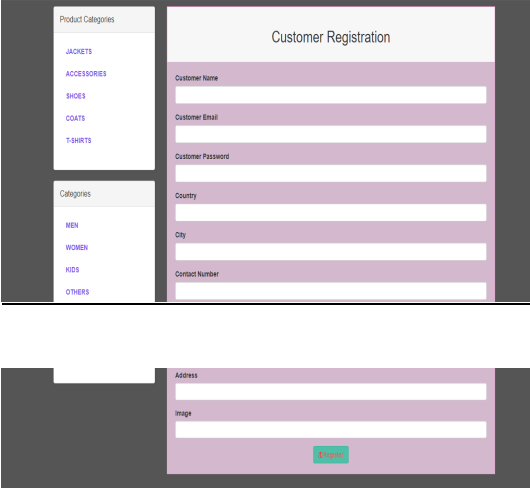 Product Categories
JACKETS
ACCESSORIES
SHOES
COATS
T-SHIRTS
Categories
MEN
WOMEN
KIDS
OTHERS
Customer Registration
Customer Name
Customer Email
Customer Password
Country
City
Contact Number
Address
Image